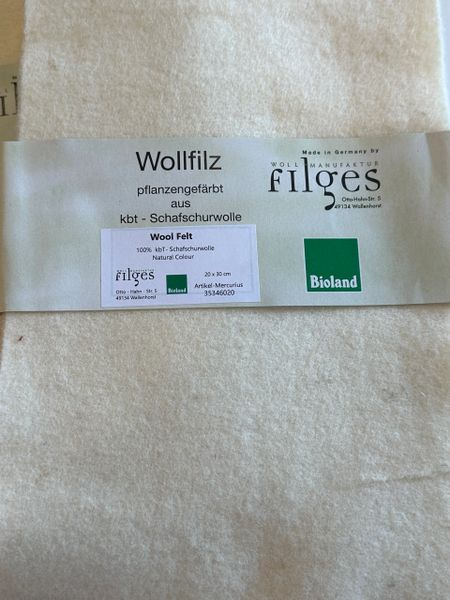 Wollfilz
pflanzengefärbt
aus
kbt - Schafschurwolle
Made in Germany by
WOLLMANUFAKTUR
Filges
Otto-Hahn-Str. 5
49134 Wallenhorst
Wool Felt
100% kbT- Schafschurwolle
Natural Colour
Filges
Otto - Hahn - Str. 5
49134 Wallenhorst
Bioland
20 x 30 cm
Artikel-Mercurius
35346020
Bioland